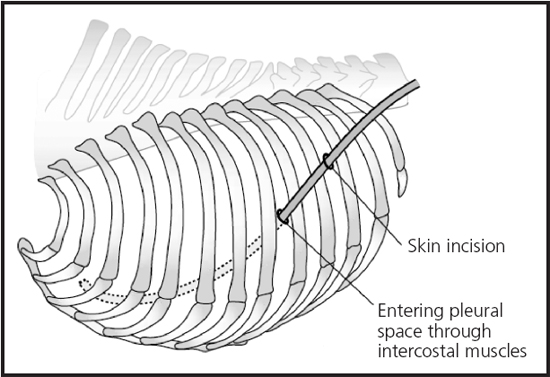 Skin incision
Entering pleural
space through
intercostal muscles